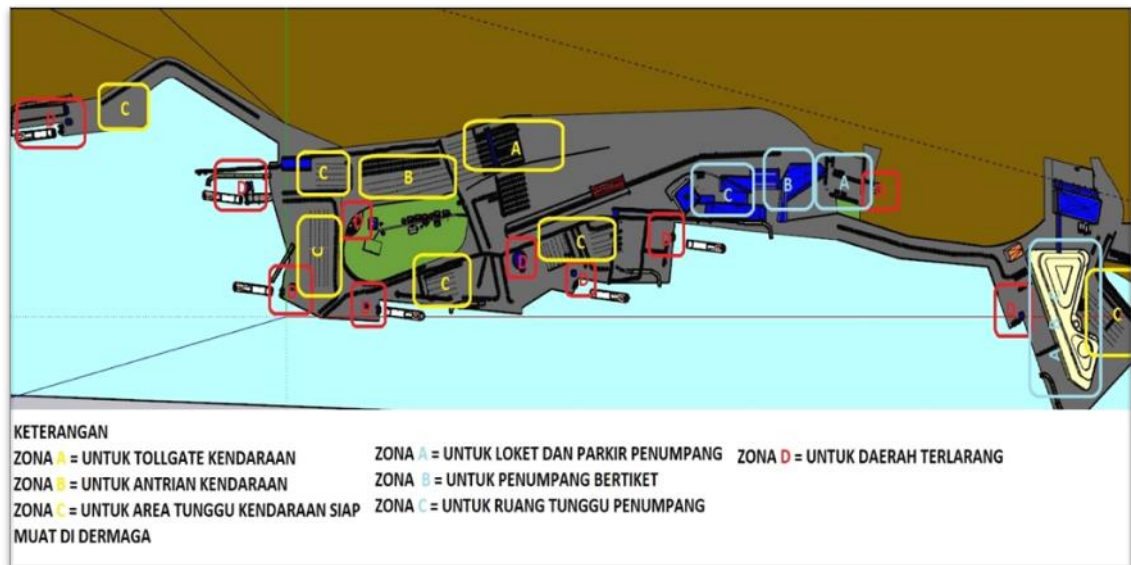 D
C
C
B
A
D
D
C
C
D
C
D
D
D
D
D
C
B
A
D
D
C
B
A
C
KETERANGAN
ZONA A = UNTUK TOLLGATE KENDARAAN
ZONA B = UNTUK ANTRIAN KENDARAAN
ZONA C = UNTUK AREA TUNGGU KENDARAAN SIAP
MUAT DI DERMAGA
ZONA A = UNTUK LOKET DAN PARKIR PENUMPANG
ZONA B = UNTUK PENUMPANG BERTIKET
ZONA C = UNTUK RUANG TUNGGU PENUMPANG
ZONA D = UNTUK DAERAH TERLARANG